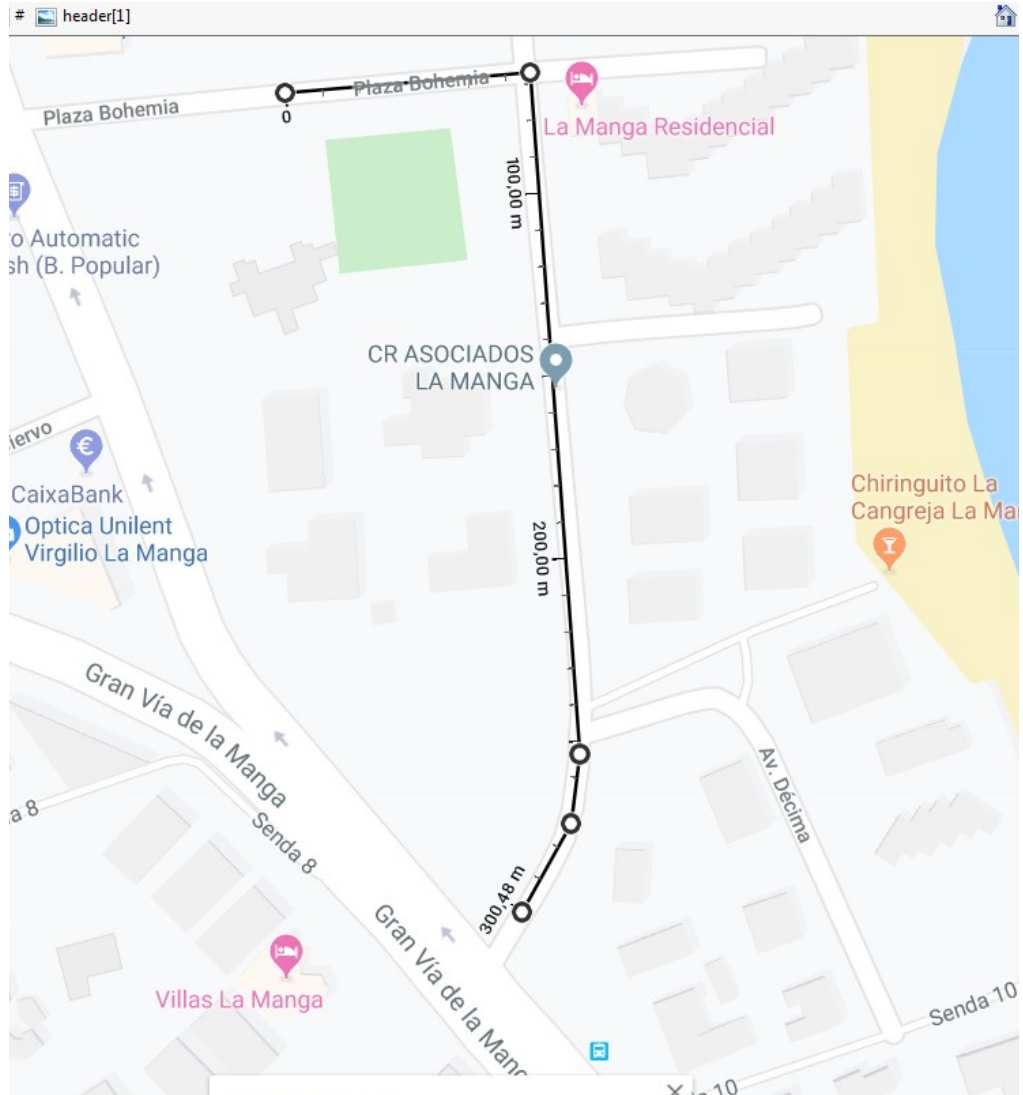 # header[1]
Plaza Bohemia
Plaza Bohemia
0
La Manga Residencial
100,00 m
o Automatic
sh (B. Popular)
CR ASOCIADOS
LA MANGA
iervo
€
CaixaBank
Optica Unilent
Virgilio La Manga
Chiringuito La
Cangreja La Ma
200,00 m
Gran Vía de la Manga
Av. Décima
a 8
Senda 8
300,48 m
Gran Vía de la Mang
Villas La Manga
Senda 10
10